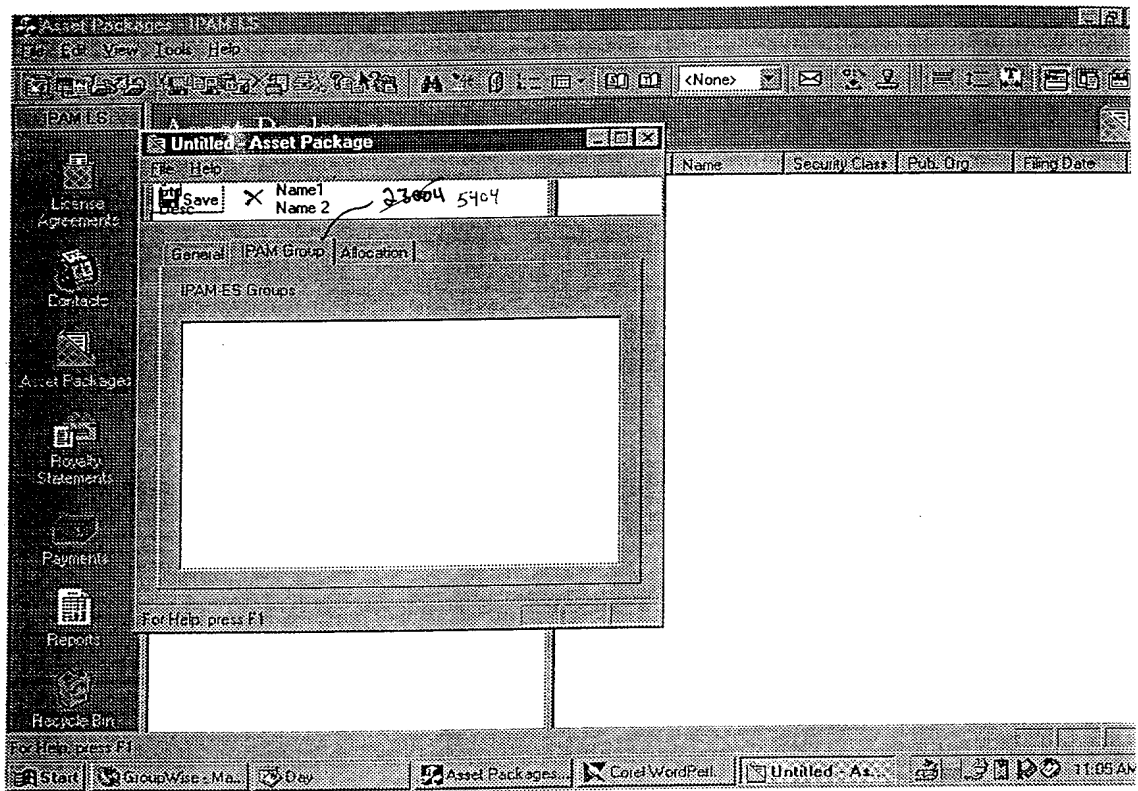 Asset Packages - IPAM-ES
File Edit View Tools Help
<None>
IPAM-ES
Untitled - Asset Package
File Help
Save
Desc
Name1
Name 2
5404
Name Security Class Pub. Org Filing Date
General IPAM Group Allocation
IPAM-ES Groups
License
Agreements
Contacts
Asset Packages
Royalty
Statements
Payments
Reports
Recycle Bin
For Help, press F1
For Help, press F1
Start GroupWise - Ma... Day Asset Packages... Corel WordPerf... Untitled - As... 11:05 AM